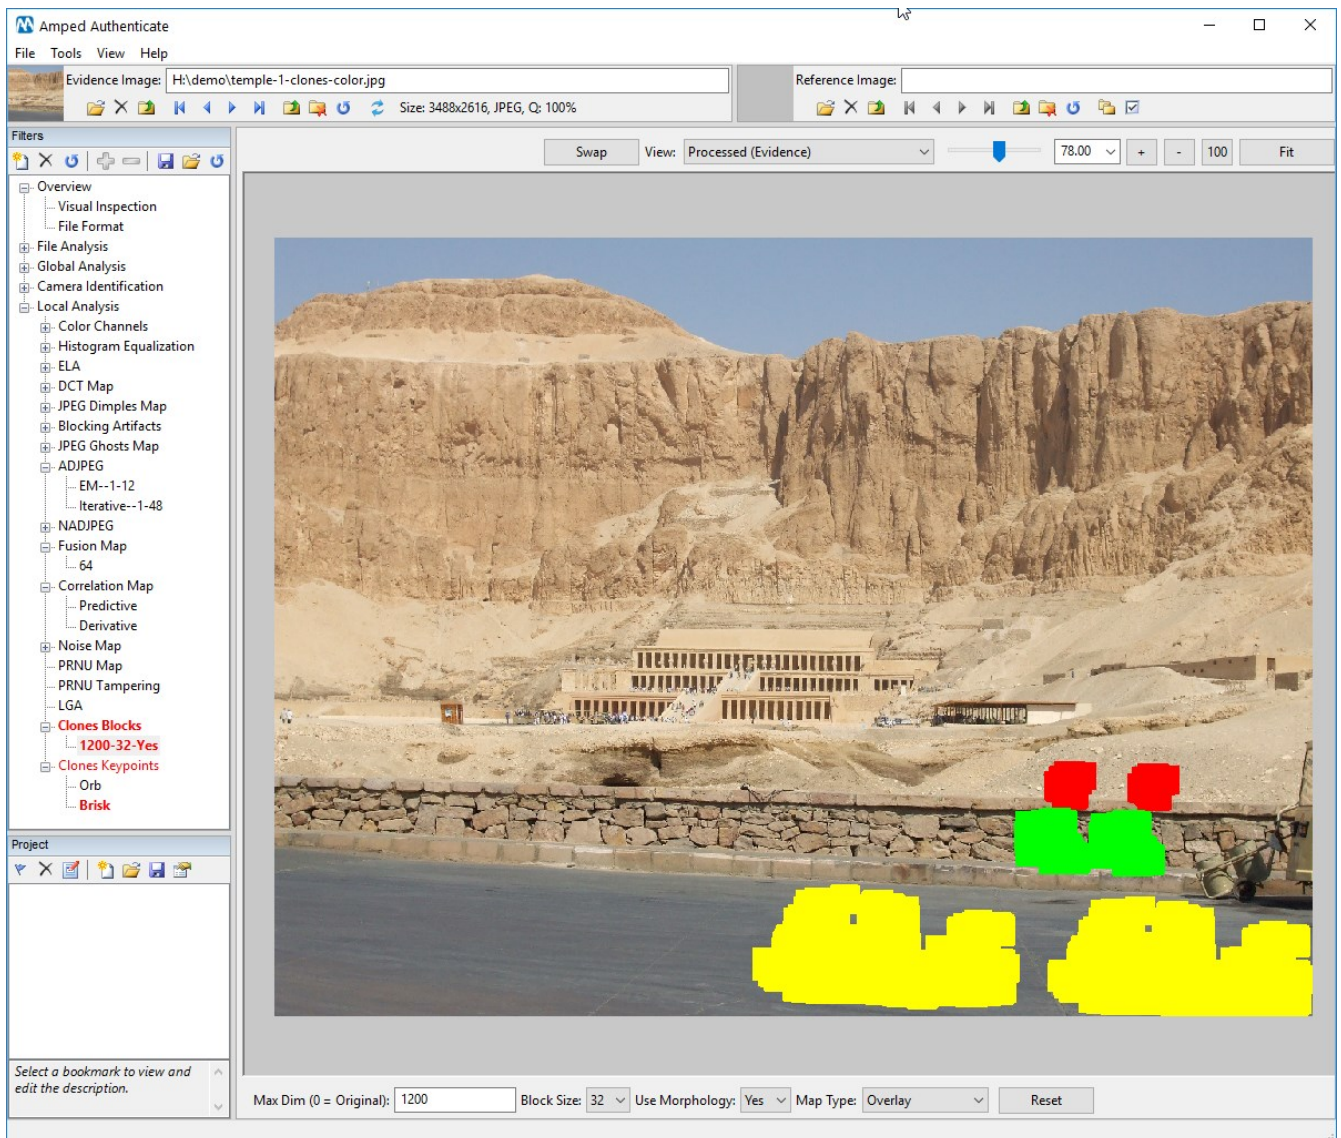 Amped Authenticate
File Tools View Help
Evidence Image: H:\demo\temple-1-clones-color.jpg
Reference Image:
Size: 3488x2616, JPEG, Q: 100%
Filters
Swap View: Processed (Evidence) 78.00 + - 100 Fit
Overview
Visual Inspection
File Format
File Analysis
Global Analysis
Camera Identification
Local Analysis
Color Channels
Histogram Equalization
ELA
DCT Map
JPEG Dimples Map
Blocking Artifacts
JPEG Ghosts Map
ADJPEG
EM--1-12
Iterative--1-48
NADJPEG
Fusion Map
64
Correlation Map
Predictive
Derivative
Noise Map
PRNU Map
PRNU Tampering
LGA
Clones Blocks
1200-32-Yes
Clones Keypoints
Orb
Brisk
Project
Select a bookmark to view and
edit the description.
Max Dim (0 = Original): 1200 Block Size: 32 Use Morphology: Yes Map Type: Overlay Reset